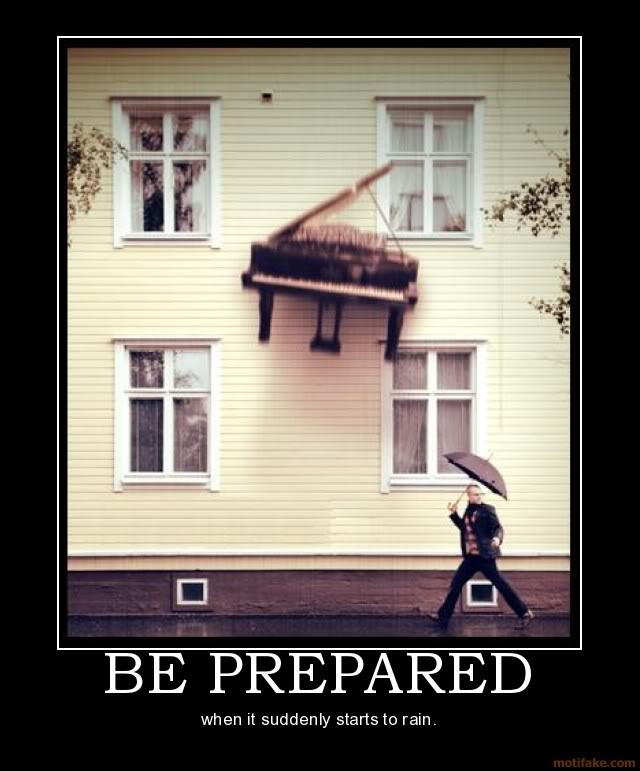 BE PREPARED
when it suddenly starts to rain.
motifake.com